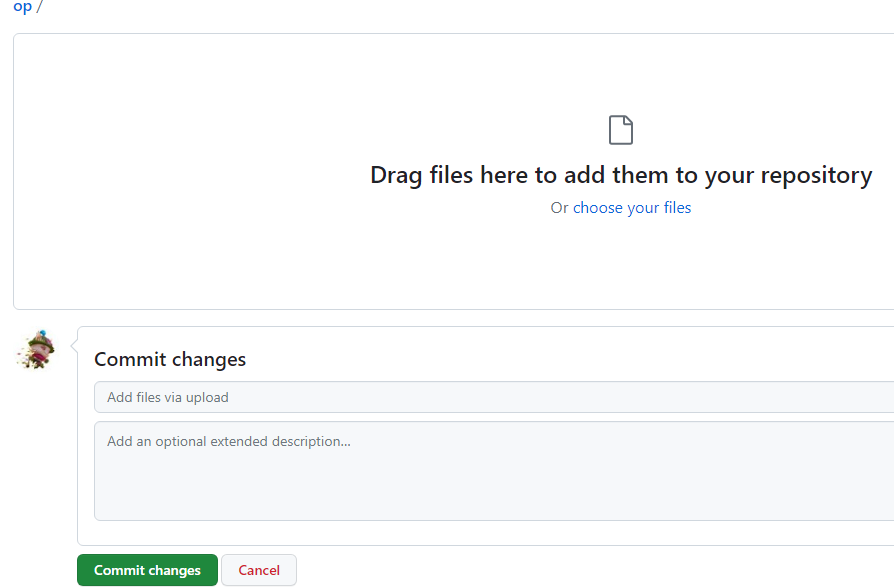 op /
Drag files here to add them to your repository
Or choose your files
Commit changes
Add files via upload
Add an optional extended description...
Commit changes
Cancel